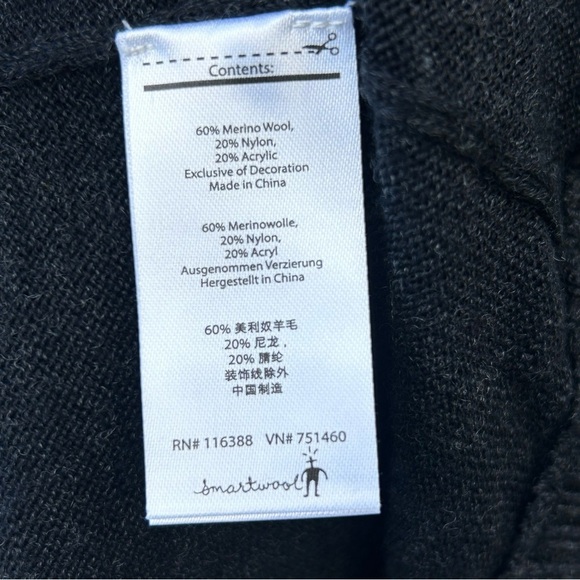 Contents:
60% Merino Wool,
20% Nylon,
20% Acrylic
Exclusive of Decoration
Made in China
60% Merinowolle,
20% Nylon,
20% Acryl
Ausgenommen Verzierung
Hergestellt in China
60% 美利奴羊毛
20% 尼龙 ,
20% 腈纶
装饰线除外
中国制造
RN# 116388 VN# 751460
smartwool